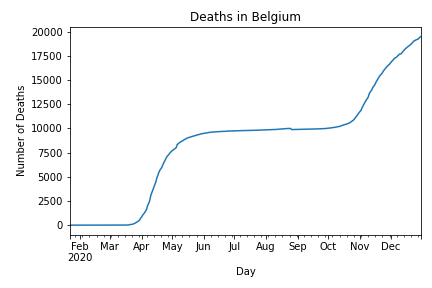 Deaths in Belgium
20000
17500
15000
12500
10000
7500
5000
2500
0
Number of Deaths
Feb Mar Apr May Jun Jul Aug Sep Oct Nov Dec
2020
Day